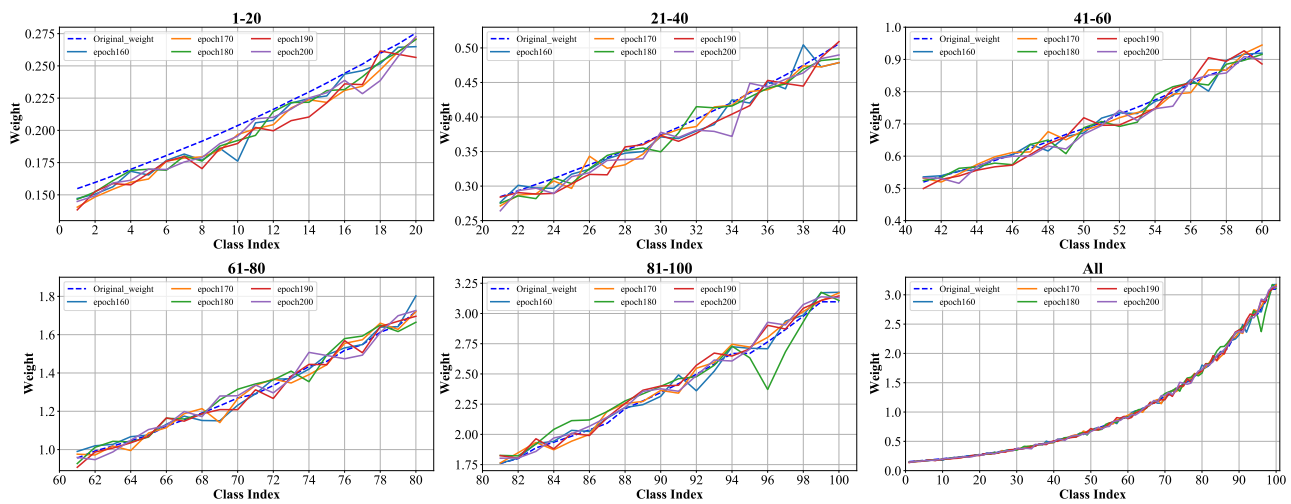 1-20
Original_weight
epoch160
epoch170
epoch180
epoch190
epoch200
0.275
0.250
0.225
0.200
0.175
0.150
Weight
0 2 4 6 8 10 12 14 16 18 20
Class Index
21-40
Original_weight
epoch160
epoch170
epoch180
epoch190
epoch200
0.50
0.45
0.40
0.35
0.30
0.25
Weight
20 22 24 26 28 30 32 34 36 38 40
Class Index
41-60
Original_weight
epoch160
epoch170
epoch180
epoch190
epoch200
1.0
0.9
0.8
0.7
0.6
0.5
0.4
Weight
40 42 44 46 48 50 52 54 56 58 60
Class Index
61-80
Original_weight
epoch160
epoch170
epoch180
epoch190
epoch200
1.8
1.6
1.4
1.2
1.0
Weight
60 62 64 66 68 70 72 74 76 78 80
Class Index
81-100
Original_weight
epoch160
epoch170
epoch180
epoch190
epoch200
3.25
3.00
2.75
2.50
2.25
2.00
1.75
Weight
80 82 84 86 88 90 92 94 96 98 100
Class Index
All
Original_weight
epoch160
epoch170
epoch180
epoch190
epoch200
3.0
2.5
2.0
1.5
1.0
0.5
0.0
Weight
0 10 20 30 40 50 60 70 80 90 100
Class Index